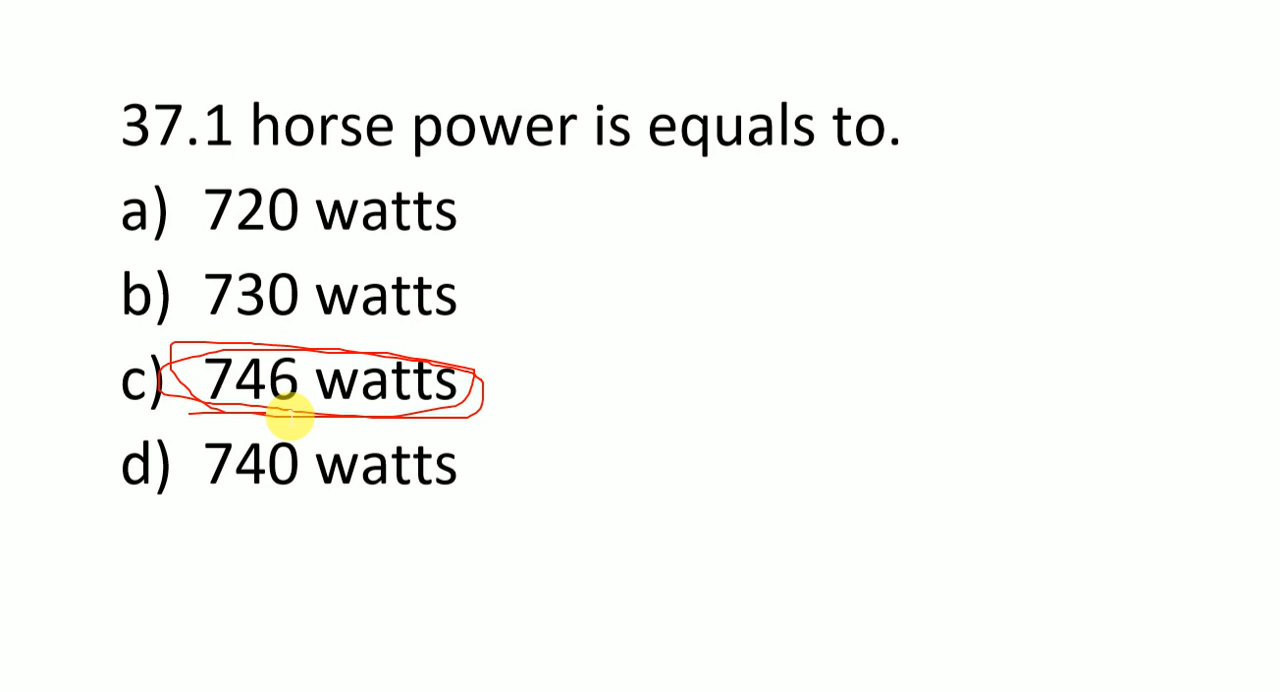 37.1 horse power is equals to.
a) 720 watts
b) 730 watts
c) 746 watts
d) 740 watts